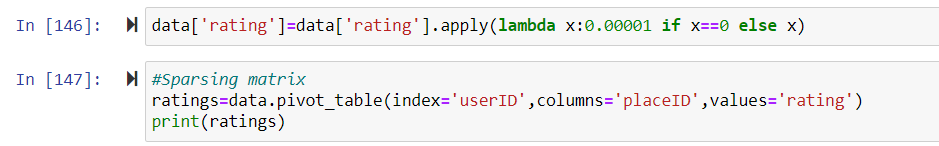 In [146]: data['rating']=data['rating'].apply(lambda x:0.00001 if x==0 else x)
In [147]: #Sparsing matrix
ratings=data.pivot_table(index='userID',columns='placeID',values='rating')
print(ratings)